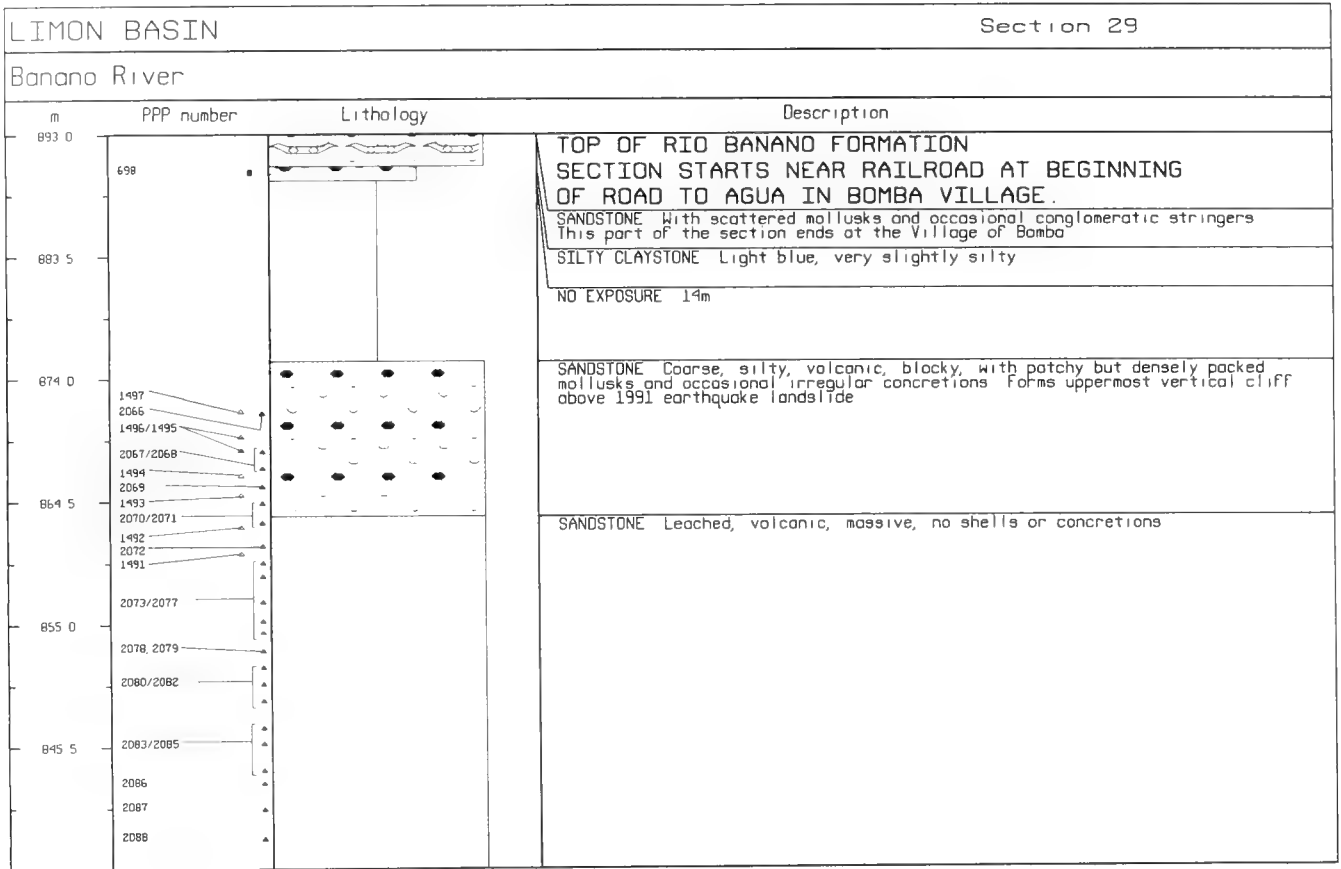 LIMON BASIN
Section 29
Banano River
m
PPP number
Lithology
Description
893 0
TOP OF RIO BANANO FORMATION
SECTION STARTS NEAR RAILROAD AT BEGINNING
OF ROAD TO AGUA IN BOMBA VILLAGE.
698
SANDSTONE With scattered mollusks and occasional conglomeratic stringers
This part of the section ends at the Village of Bomba
883 5
SILTY CLAYSTONE Light blue, very slightly silty
NO EXPOSURE 14m
SANDSTONE Coarse, silty, volcanic, blocky, with patchy but densely packed
mollusks and occasional irregular concretions Forms uppermost vertical cliff
above 1991 earthquake landslide
874 0
1497
2066
1496/1495
2067/2068
1494
2069
1493
864 5
2070/2071
SANDSTONE Leached, volcanic, massive, no shells or concretions
1492
2072
1491
2073/2077
855 0
2078, 2079
2080/2082
2083/2085
845 5
2086
2087
2088